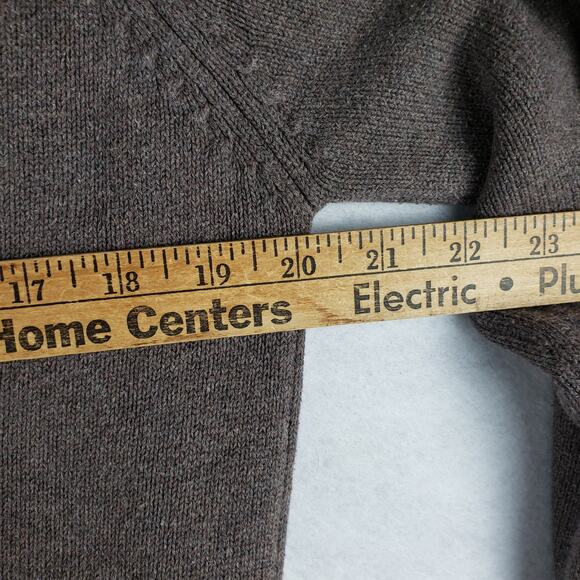 17 18 19 20 21 22 23
Home Centers Electric • Plu